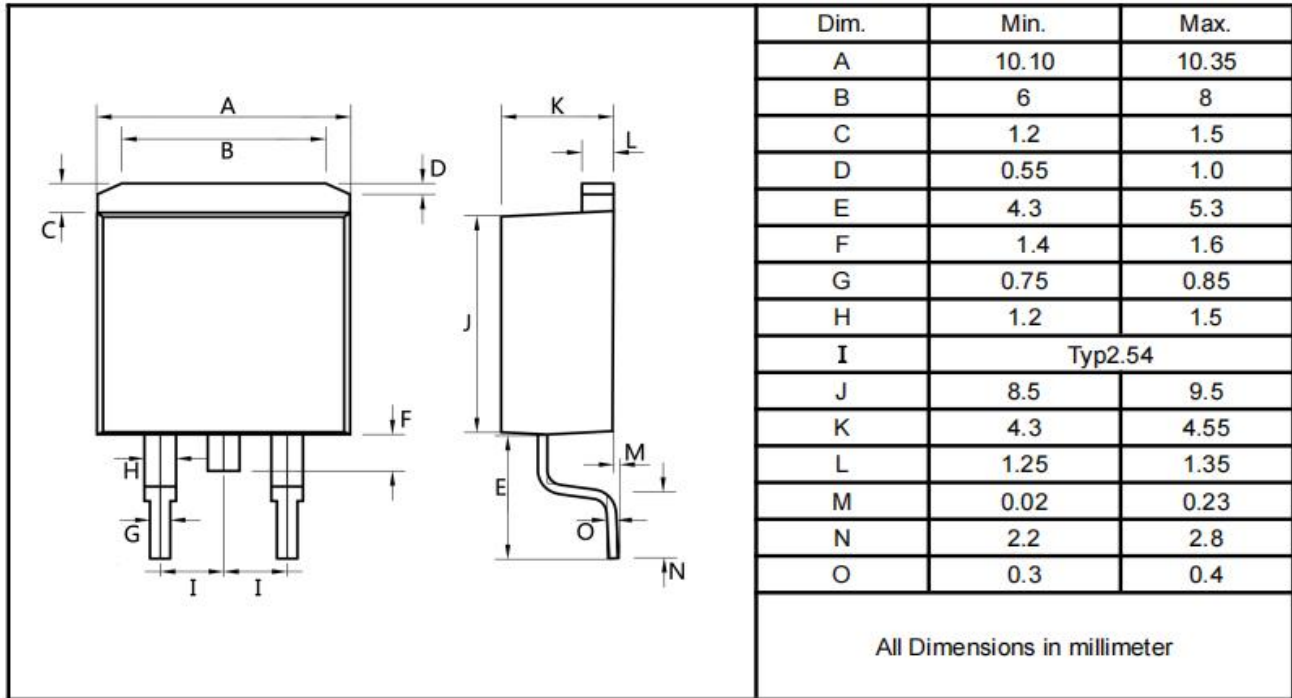 A
B
C
D
J
F
H
G
I I
K
L
E
M
O
N
Dim. Min. Max.
A 10.10 10.35
B 6 8
C 1.2 1.5
D 0.55 1.0
E 4.3 5.3
F 1.4 1.6
G 0.75 0.85
H 1.2 1.5
I Typ2.54
J 8.5 9.5
K 4.3 4.55
L 1.25 1.35
M 0.02 0.23
N 2.2 2.8
O 0.3 0.4
All Dimensions in millimeter